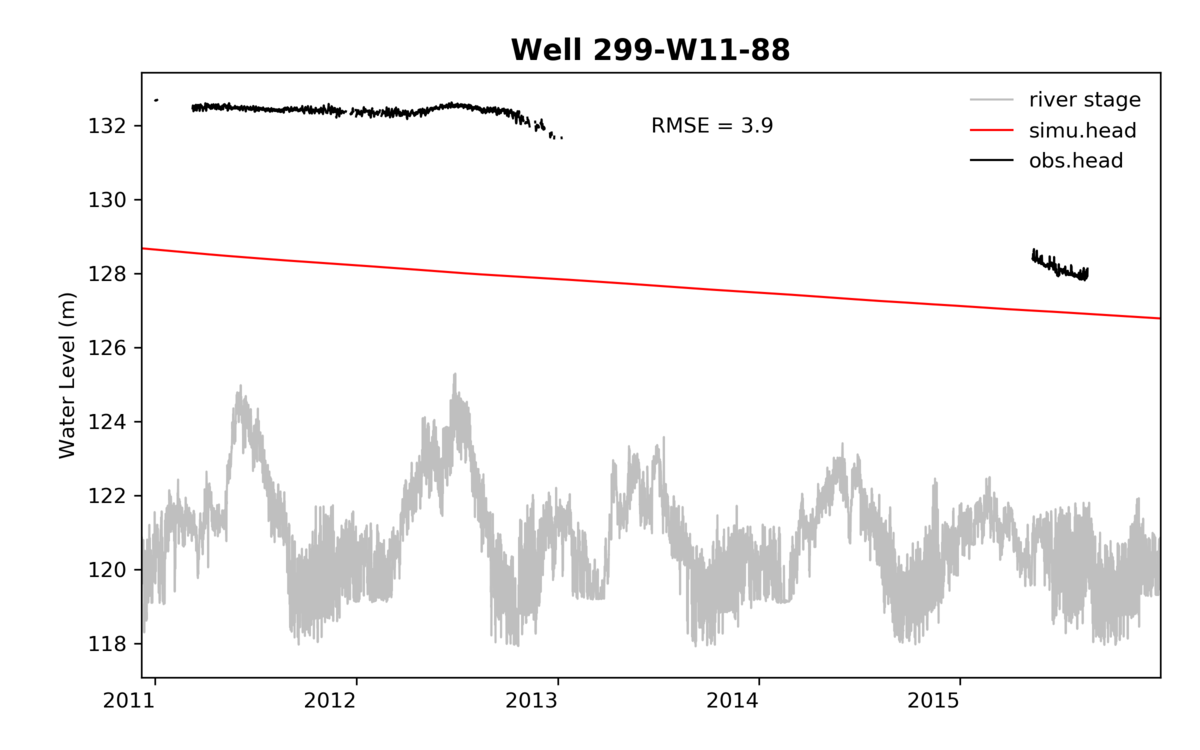 Well 299-W11-88
RMSE = 3.9
river stage
simu.head
obs.head
Water Level (m)
132
130
128
126
124
122
120
118
2011 2012 2013 2014 2015